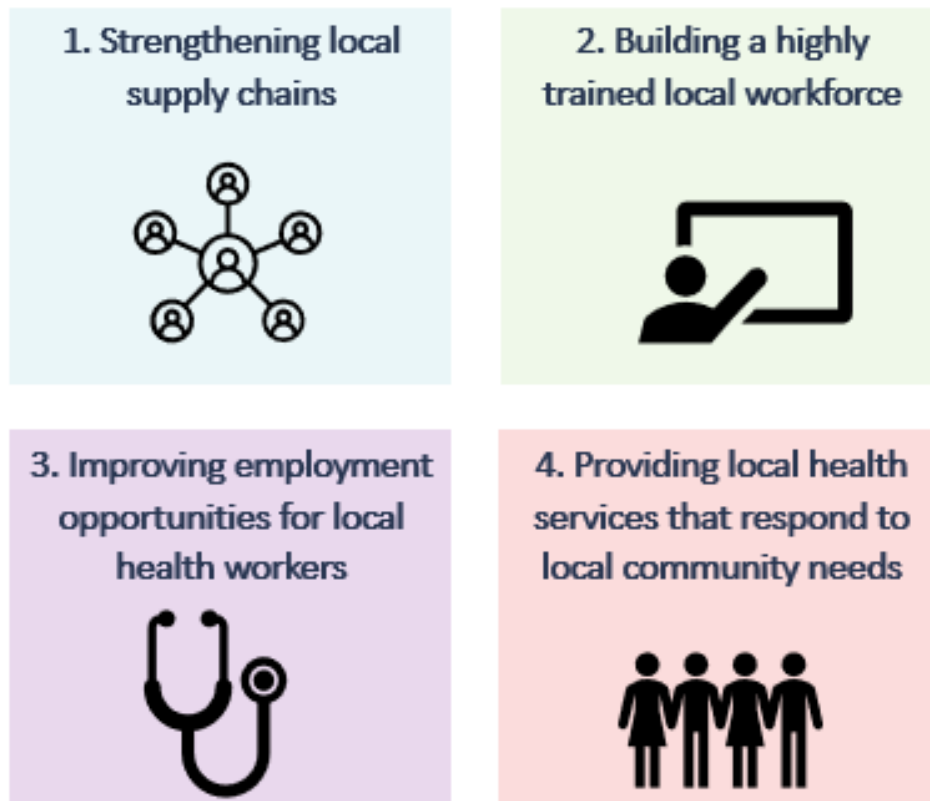 1. Strengthening local
supply chains
2. Building a highly
trained local workforce
3. Improving employment
opportunities for local
health workers
4. Providing local health
services that respond to
local community needs